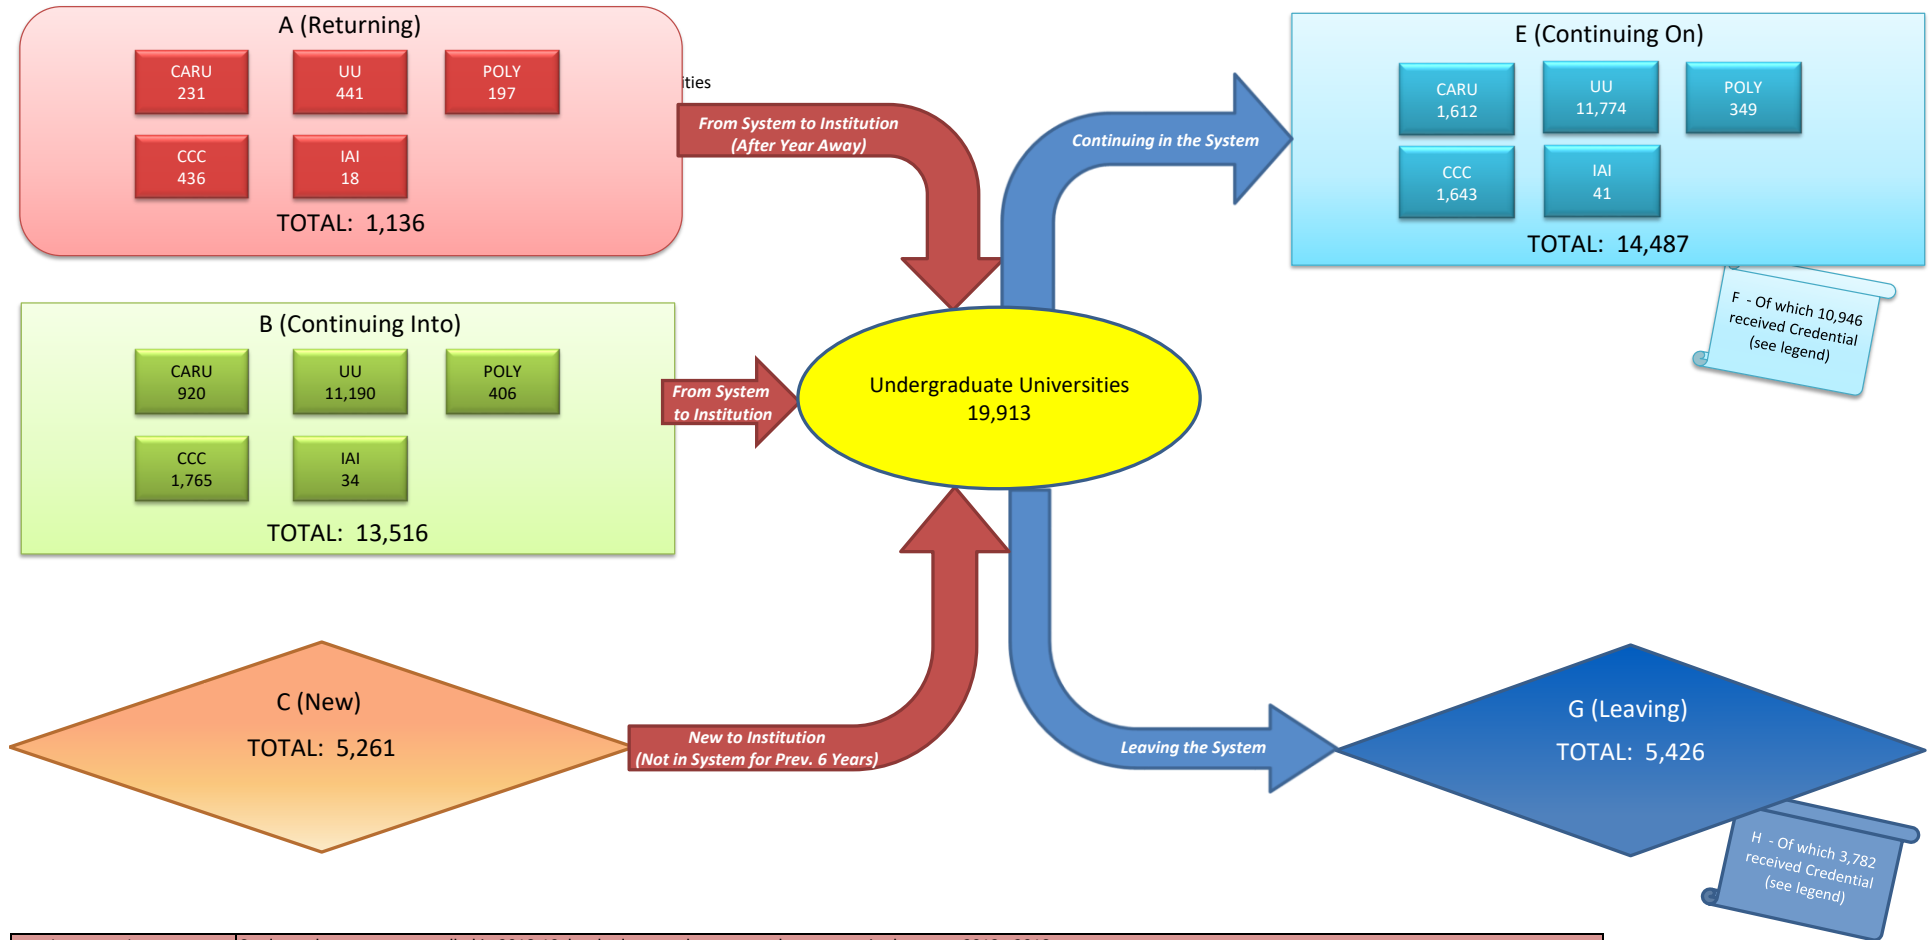 A (Returning)
CARU
231
UU
441
POLY
197
CCC
436
IAI
18
TOTAL: 1,136
ities
From System to Institution
(After Year Away)
Continuing in the System
E (Continuing On)
CARU
1,612
UU
11,774
POLY
349
CCC
1,643
IAI
41
TOTAL: 14,487
F - Of which 10,946
received Credential
(see legend)
B (Continuing Into)
CARU
920
UU
11,190
POLY
406
CCC
1,765
IAI
34
TOTAL: 13,516
From System
to Institution
Undergraduate Universities
19,913
C (New)
TOTAL: 5,261
New to Institution
(Not in System for Prev. 6 Years)
Leaving the System
G (Leaving)
TOTAL: 5,426
H - Of which 3,782
received Credential
(see legend)